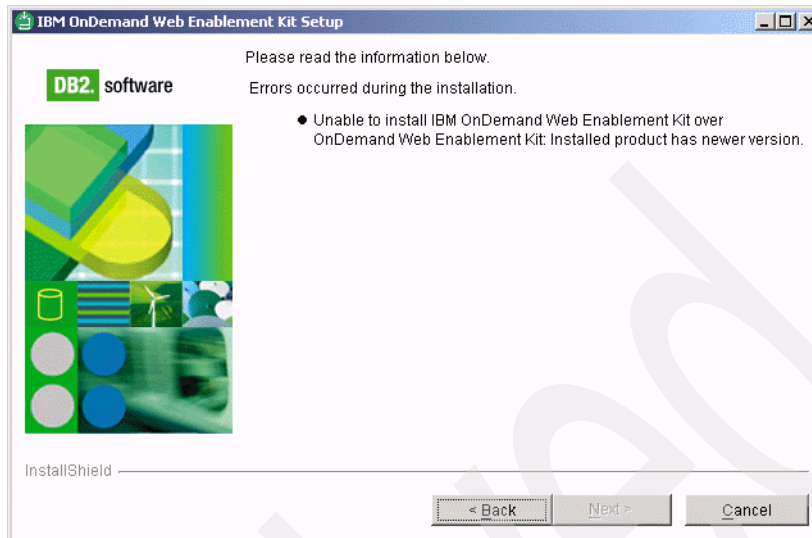 IBM OnDemand Web Enablement Kit Setup
Please read the information below.
DB2. software
Errors occurred during the installation.
● Unable to install IBM OnDemand Web Enablement Kit over
OnDemand Web Enablement Kit: Installed product has newer version.
InstallShield
< Back
Next >
Cancel